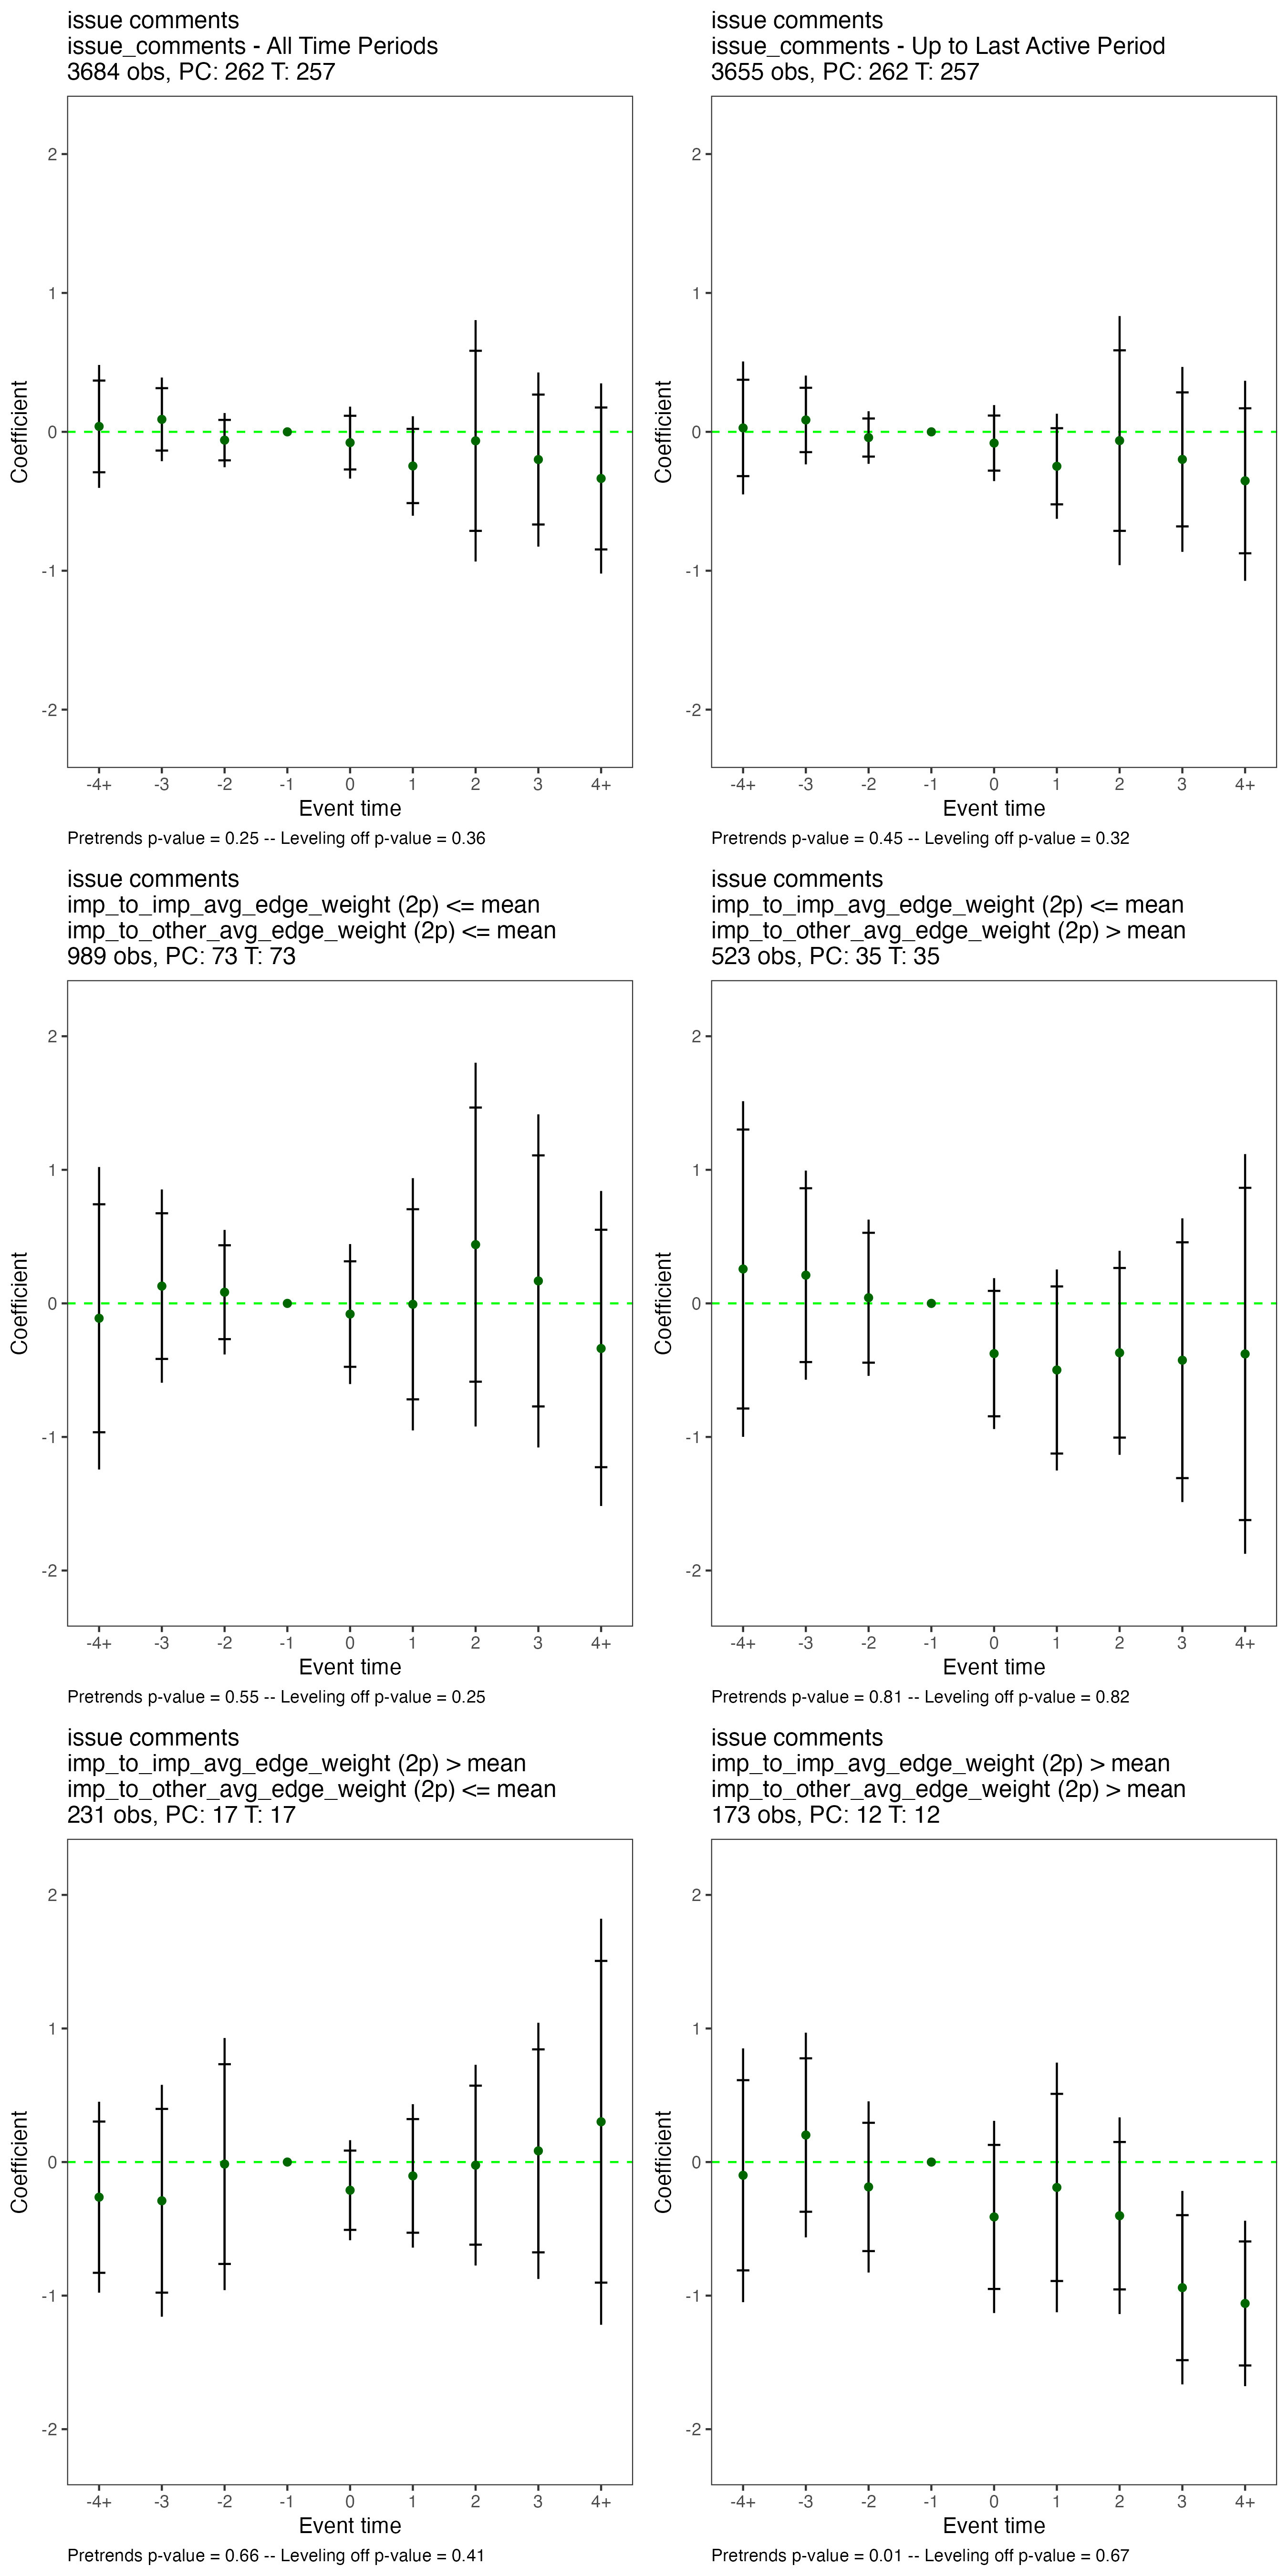 issue comments
issue_comments - All Time Periods
3684 obs, PC: 262 T: 257
2
1
0
-1
-2
Coefficient
-4+ -3 -2 -1 0 1 2 3 4+
Event time
Pretrends p-value = 0.25 -- Leveling off p-value = 0.36
issue comments
issue_comments - Up to Last Active Period
3655 obs, PC: 262 T: 257
2
1
0
-1
-2
Coefficient
-4+ -3 -2 -1 0 1 2 3 4+
Event time
Pretrends p-value = 0.45 -- Leveling off p-value = 0.32
issue comments
imp_to_imp_avg_edge_weight (2p) <= mean
imp_to_other_avg_edge_weight (2p) <= mean
989 obs, PC: 73 T: 73
2
1
0
-1
-2
Coefficient
-4+ -3 -2 -1 0 1 2 3 4+
Event time
Pretrends p-value = 0.55 -- Leveling off p-value = 0.25
issue comments
imp_to_imp_avg_edge_weight (2p) <= mean
imp_to_other_avg_edge_weight (2p) > mean
523 obs, PC: 35 T: 35
2
1
0
-1
-2
Coefficient
-4+ -3 -2 -1 0 1 2 3 4+
Event time
Pretrends p-value = 0.81 -- Leveling off p-value = 0.82
issue comments
imp_to_imp_avg_edge_weight (2p) > mean
imp_to_other_avg_edge_weight (2p) <= mean
231 obs, PC: 17 T: 17
2
1
0
-1
-2
Coefficient
-4+ -3 -2 -1 0 1 2 3 4+
Event time
Pretrends p-value = 0.66 -- Leveling off p-value = 0.41
issue comments
imp_to_imp_avg_edge_weight (2p) > mean
imp_to_other_avg_edge_weight (2p) > mean
173 obs, PC: 12 T: 12
2
1
0
-1
-2
Coefficient
-4+ -3 -2 -1 0 1 2 3 4+
Event time
Pretrends p-value = 0.01 -- Leveling off p-value = 0.67